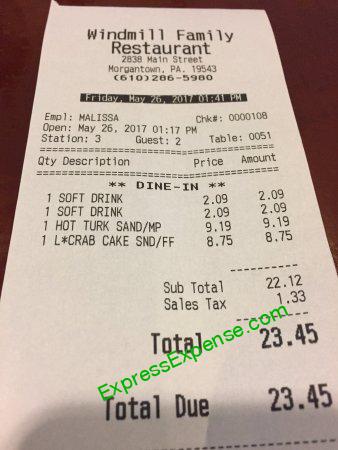 Windmill Family
Restaurant
2838 Main Street
Morgantown, PA. 19543
(610)286-5980
Friday, May 26, 2017 01:41 PM
Empl: MALISSA Chk#: 0000108
Open: May 26, 2017 01:17 PM
Station: 3 Guest: 2 Table: 0051
========================================
Qty Description Price Amount
========================================
** DINE-IN **
1 SOFT DRINK 2.09 2.09
1 SOFT DRINK 2.09 2.09
1 HOT TURK SAND/MP 9.19 9.19
1 L*CRAB CAKE SND/FF 8.75 8.75
----------
Sub Total 22.12
Sales Tax 1.33
----------
Total 23.45
ExpressExpense.com
Total Due 23.45